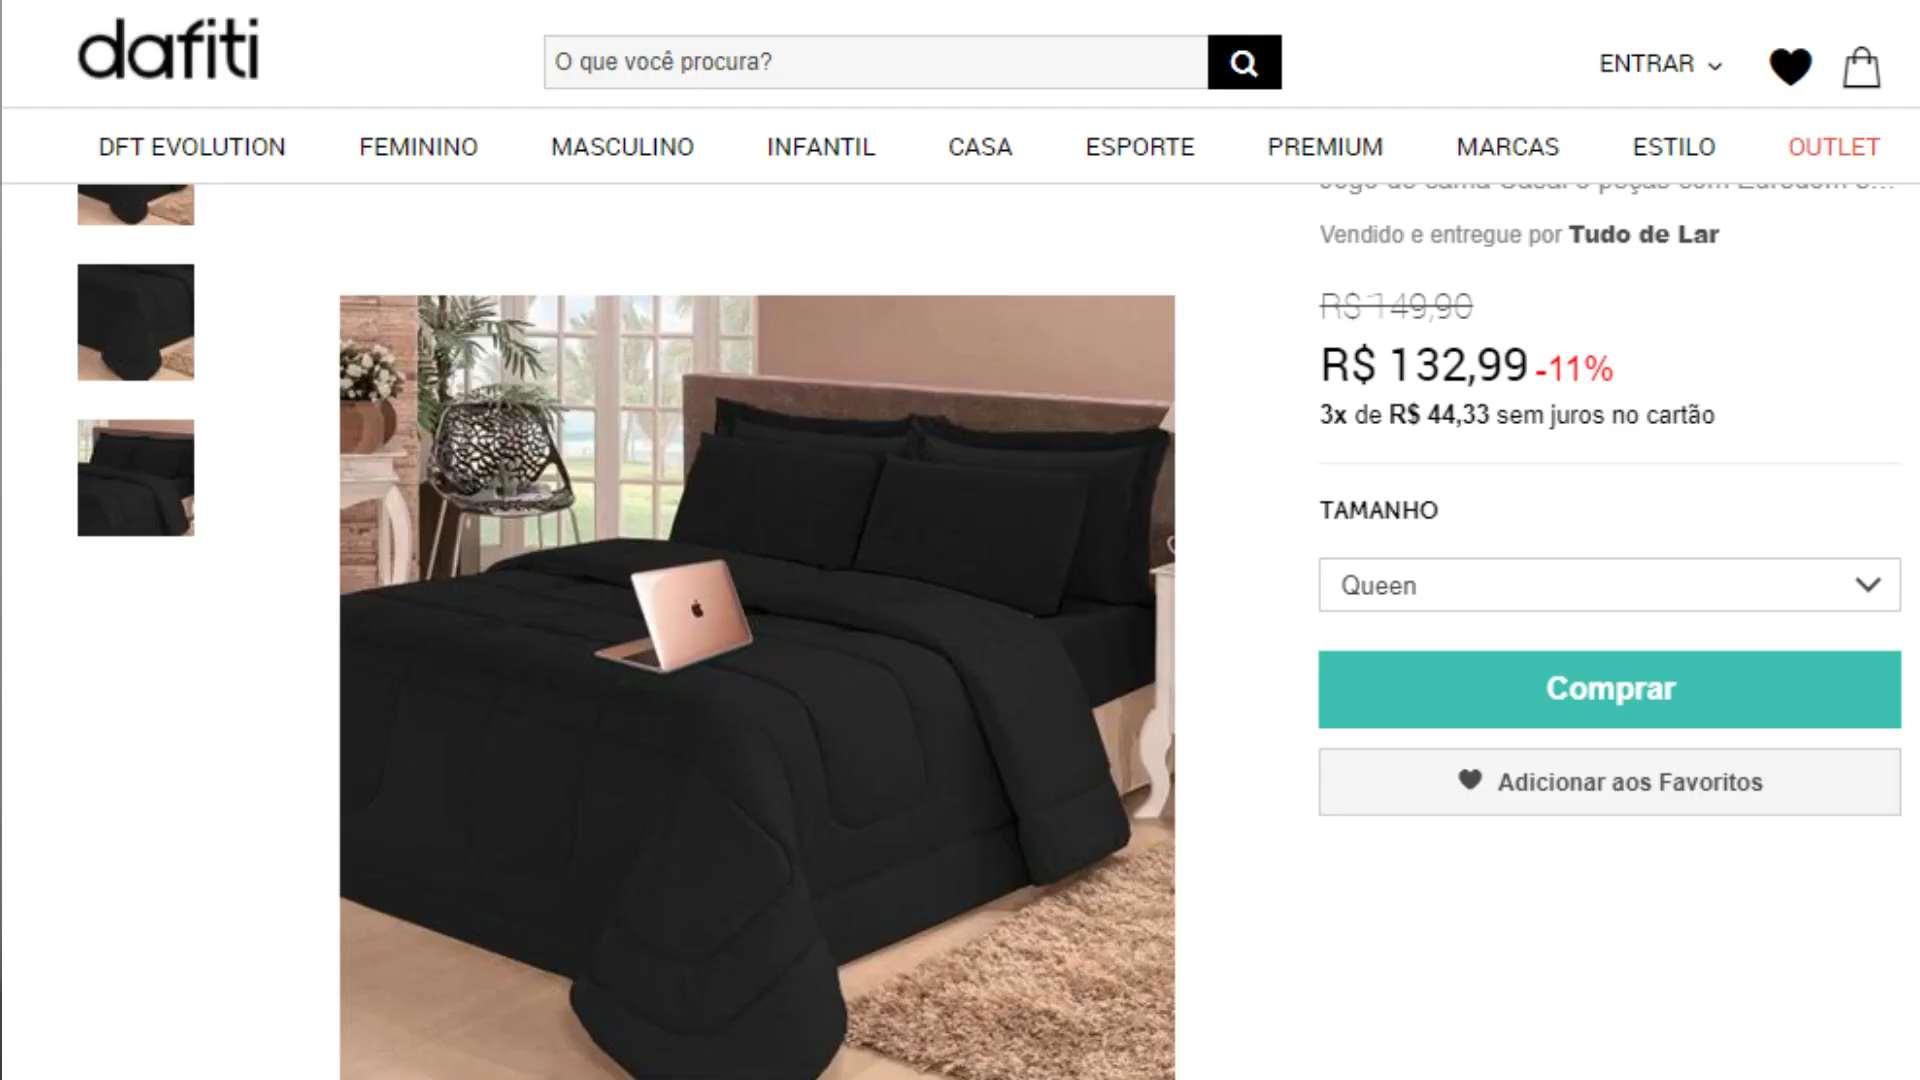 dafiti
O que você procura?
ENTRAR
DFT EVOLUTION FEMININO MASCULINO INFANTIL CASA ESPORTE PREMIUM MARCAS ESTILO OUTLET
Vendido e entregue por Tudo de Lar
R$ 149,90
R$ 132,99 -11%
3x de R$ 44,33 sem juros no cartão
TAMANHO
Queen
Comprar
Adicionar aos Favoritos